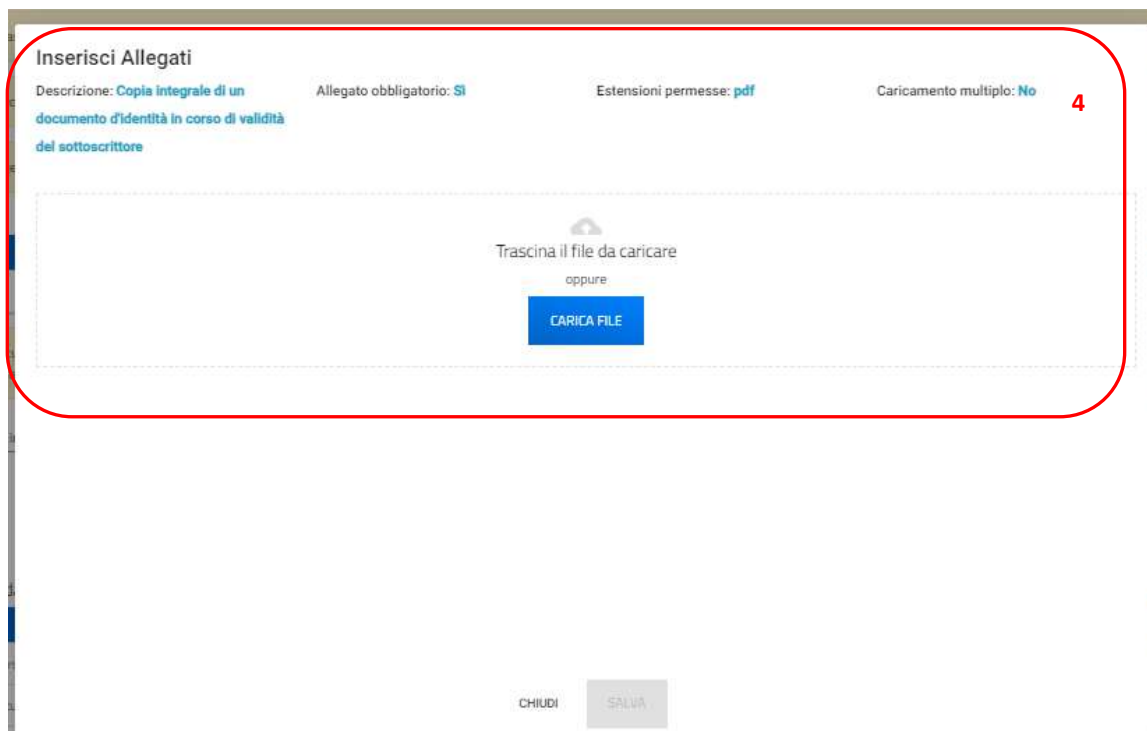 Inserisci Allegati
Descrizione: Copia integrale di un
documento d'identità in corso di validità
del sottoscrittore
Allegato obbligatorio: Sì
Estensioni permesse: pdf
Caricamento multiplo: No
4
Trascina il file da caricare
oppure
CARICA FILE
CHIUDI
SALVA